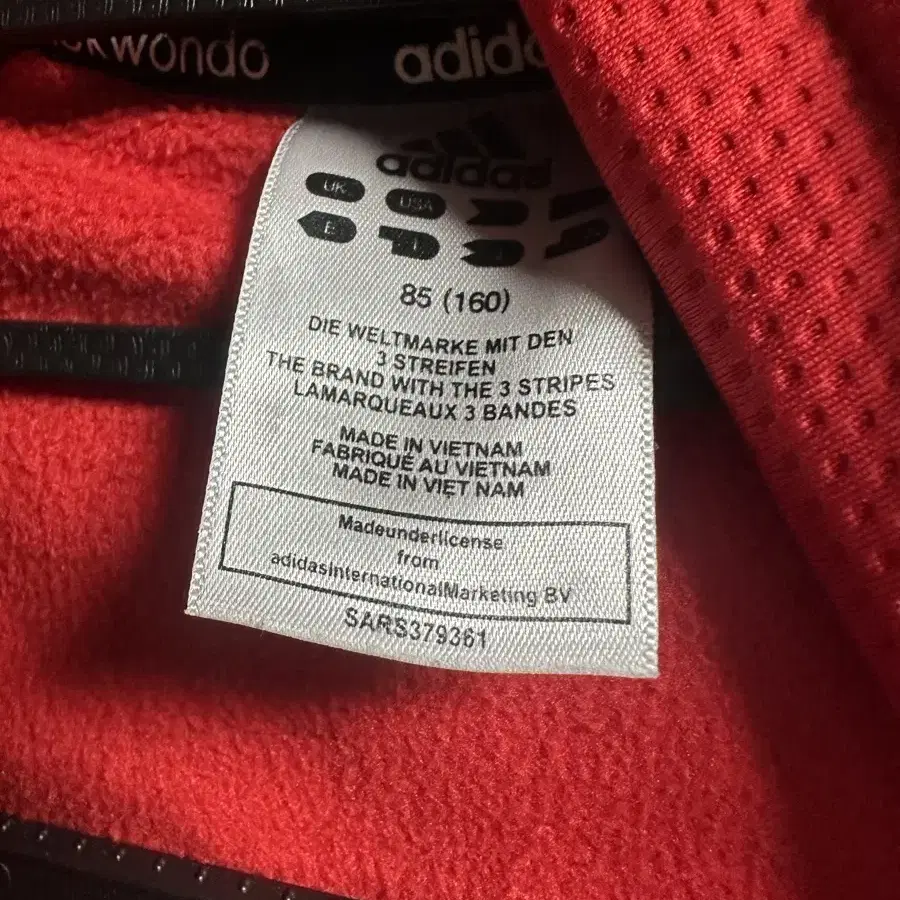 kwondo adida
adidas
UK USA
E
85 (160)
DIE WELTMARKE MIT DEN
3 STREIFEN
THE BRAND WITH THE 3 STRIPES
LAMARQUEAUX 3 BANDES
MADE IN VIETNAM
FABRIQUÉ AU VIETNAM
MADE IN VIET NAM
Madeunderlicense
from
adidasInternationalMarketing BV
SARS379361